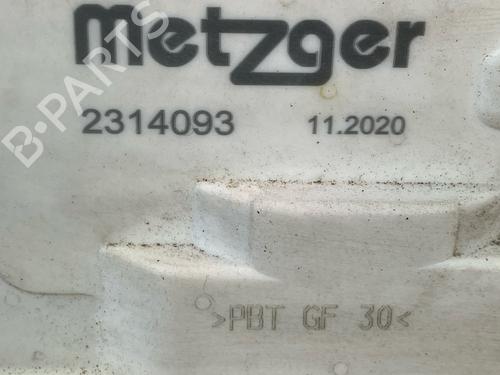 metzger
2314093 11.2020
>PBT GF 30<
B-PARTS